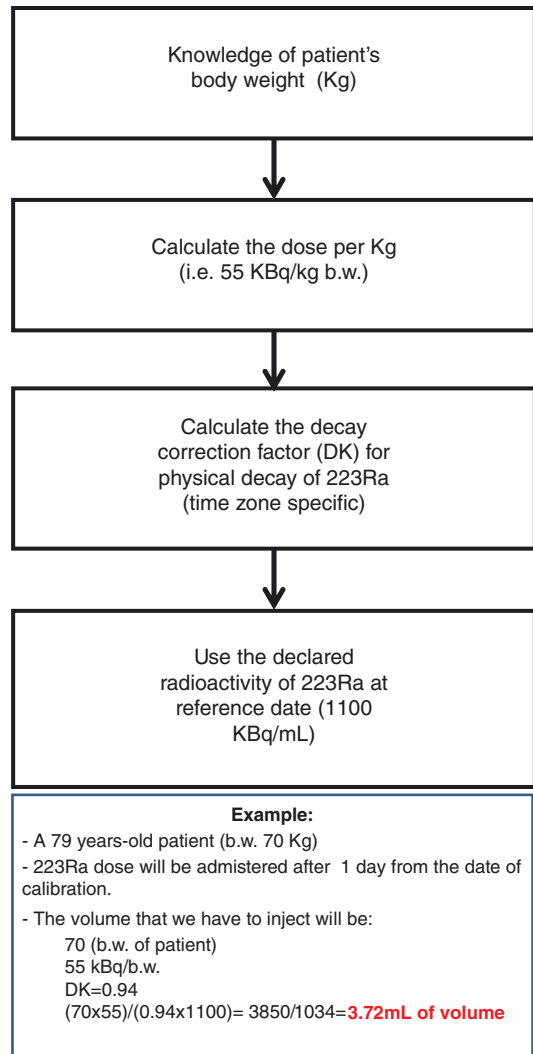 Knowledge of patient's
body weight (Kg)
Calculate the dose per Kg
(i.e. 55 KBq/kg b.w.)
Calculate the decay
correction factor (DK) for
physical decay of 223Ra
(time zone specific)
Use the declared
radioactivity of 223Ra at
reference date (1100
KBq/mL)
Example:
- A 79 years-old patient (b.w. 70 Kg)
- 223Ra dose will be admistered after 1 day from the date of
calibration.
- The volume that we have to inject will be:
70 (b.w. of patient)
55 kBq/b.w.
DK=0.94
(70x55)/(0.94x1100)= 3850/1034=3.72mL of volume